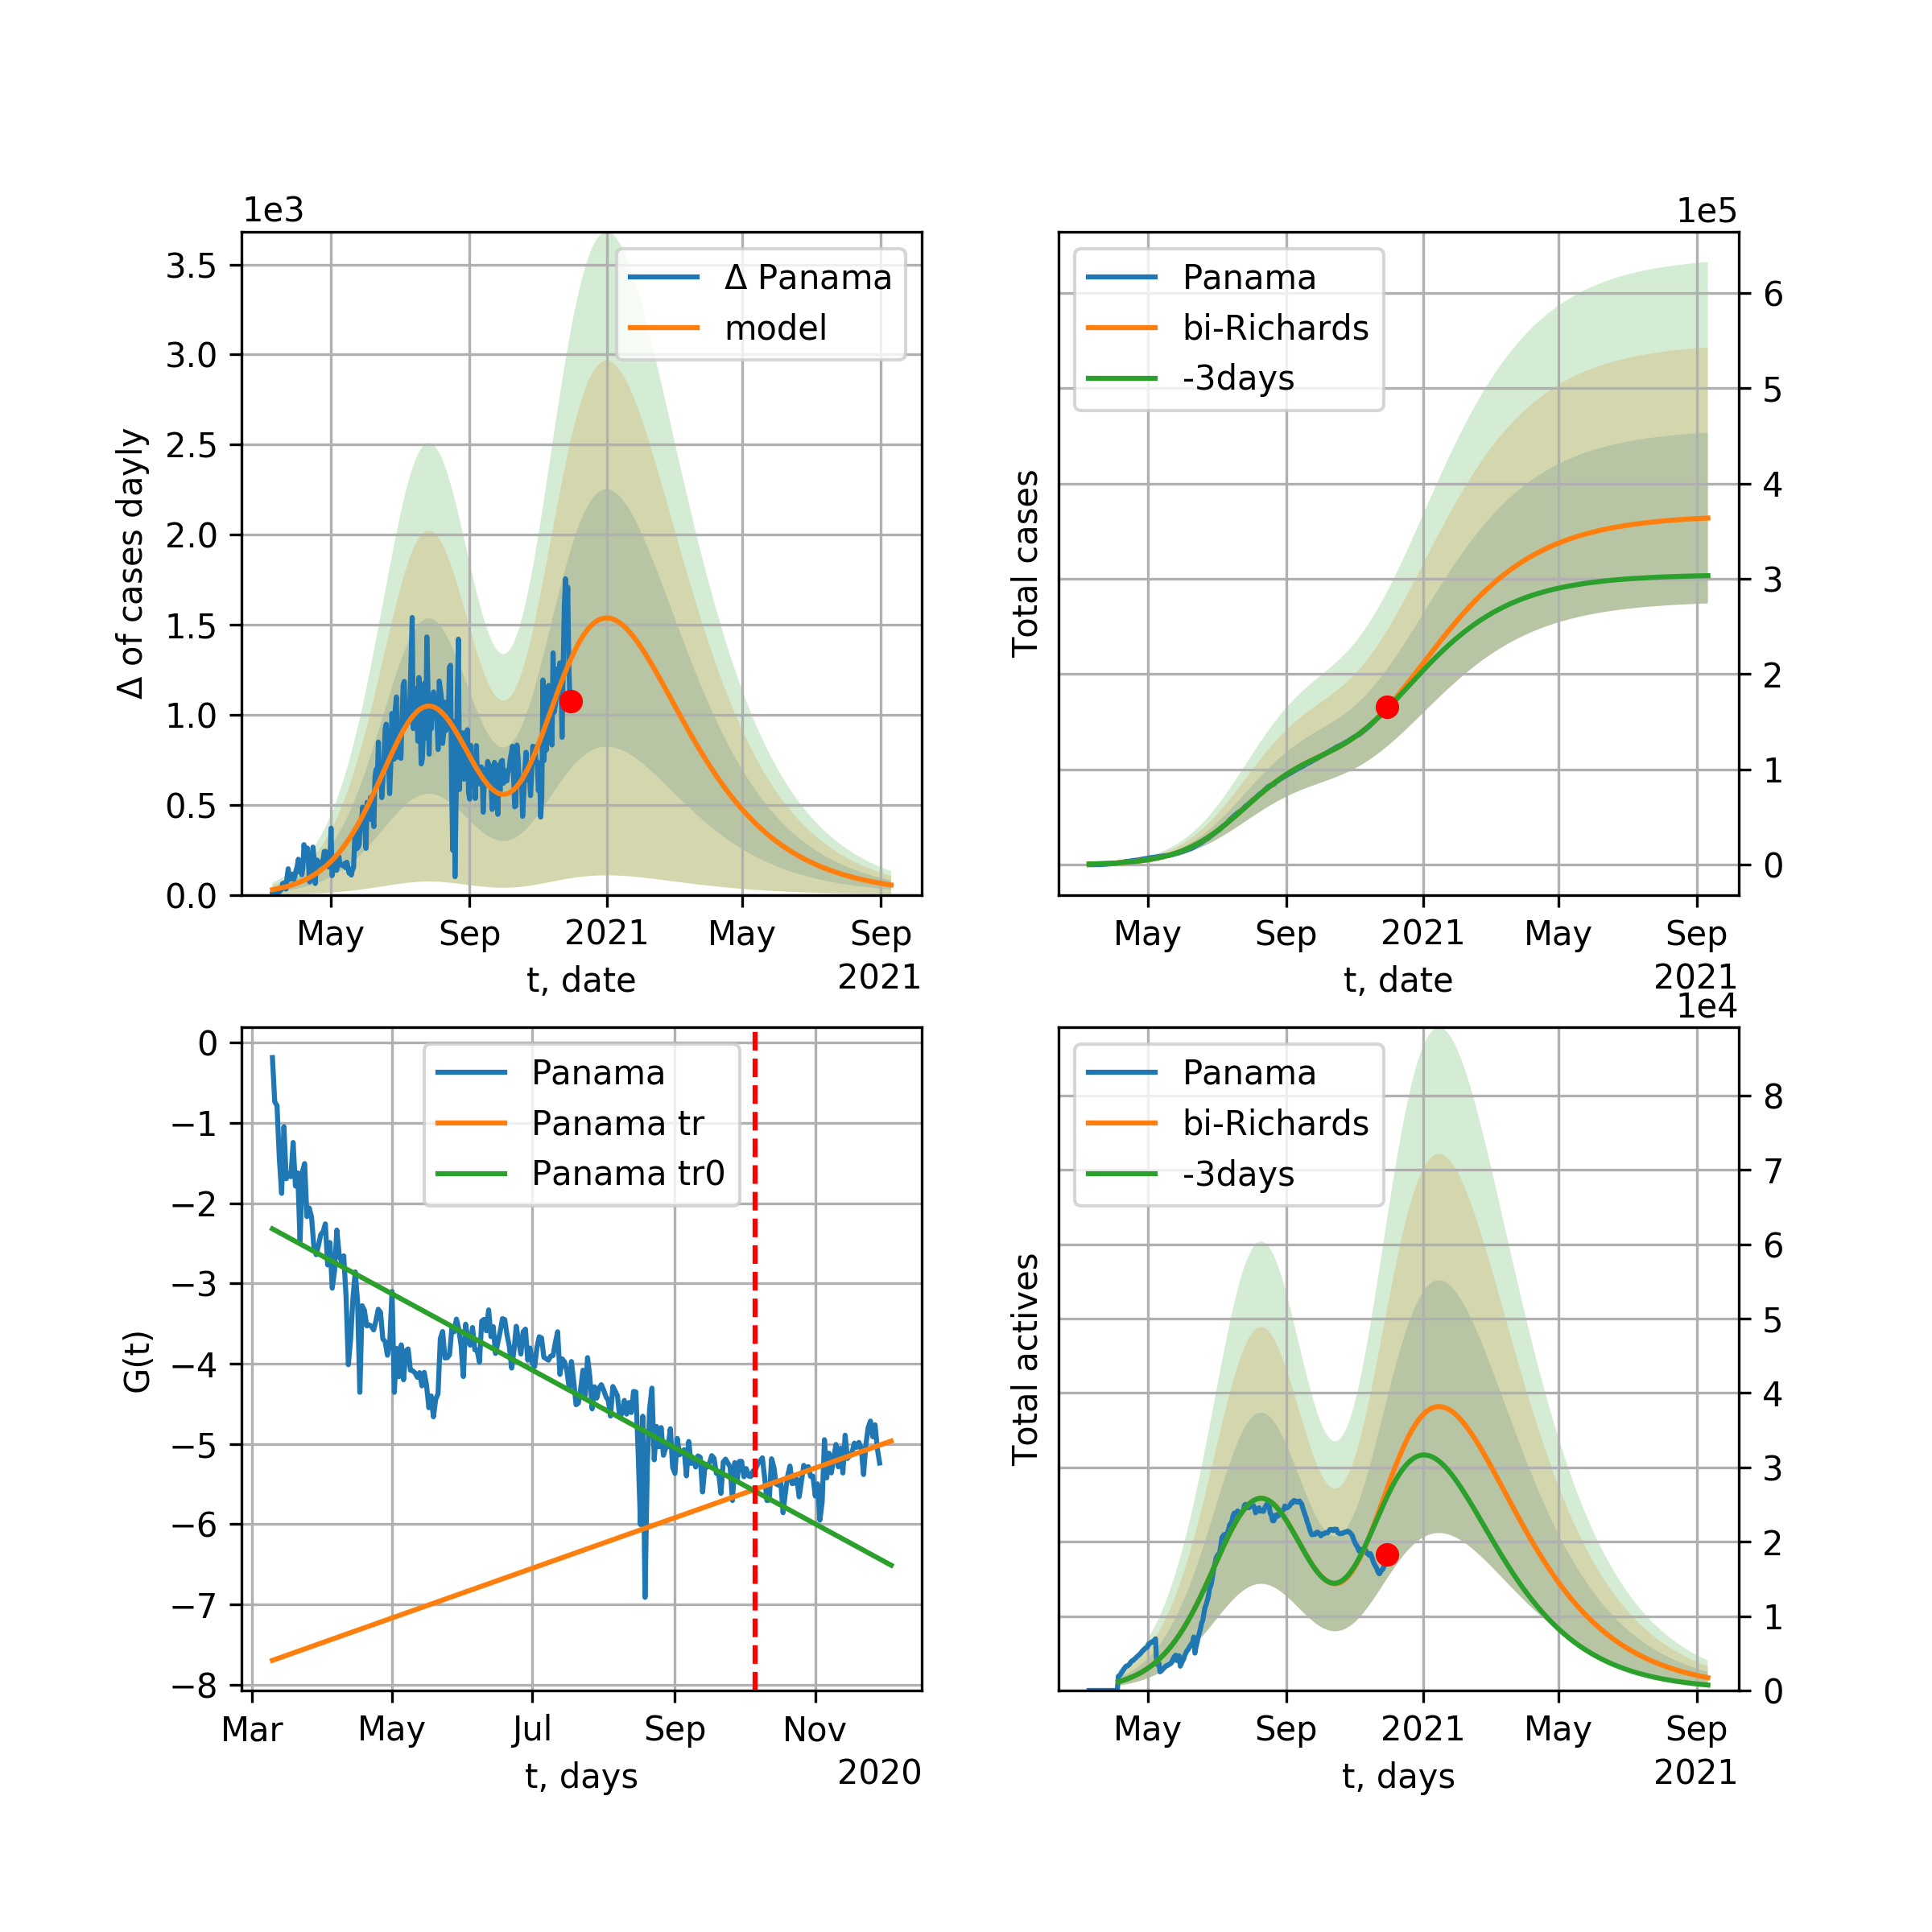 1e3
3.5
3.0
2.5
2.0
1.5
1.0
0.5
0.0
Δ of cases dayly
Δ Panama
model
May Sep 2021 May Sep
2021
t, date
1e5
Panama
bi-Richards
-3days
Total cases
6
5
4
3
2
1
0
May Sep 2021 May Sep
2021
t, date
0
−1
−2
−3
−4
−5
−6
−7
−8
G(t)
Panama
Panama tr
Panama tr0
Mar May Jul Sep Nov
2020
t, days
1e4
Panama
bi-Richards
-3days
Total actives
8
7
6
5
4
3
2
1
0
May Sep 2021 May Sep
2021
t, days